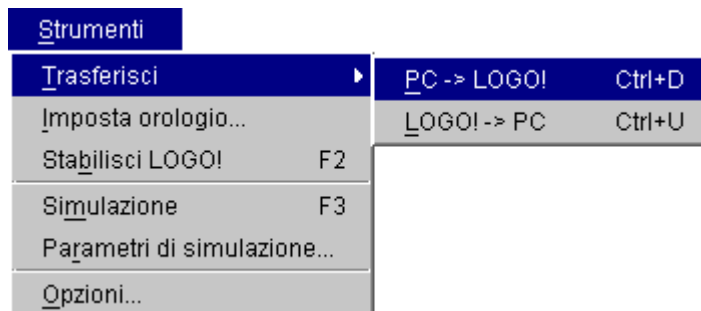 Strumenti
Trasferisci
PC -> LOGO! Ctrl+D
Imposta orologio...
LOGO! -> PC Ctrl+U
Stabilisci LOGO! F2
Simulazione F3
Parametri di simulazione...
Opzioni...